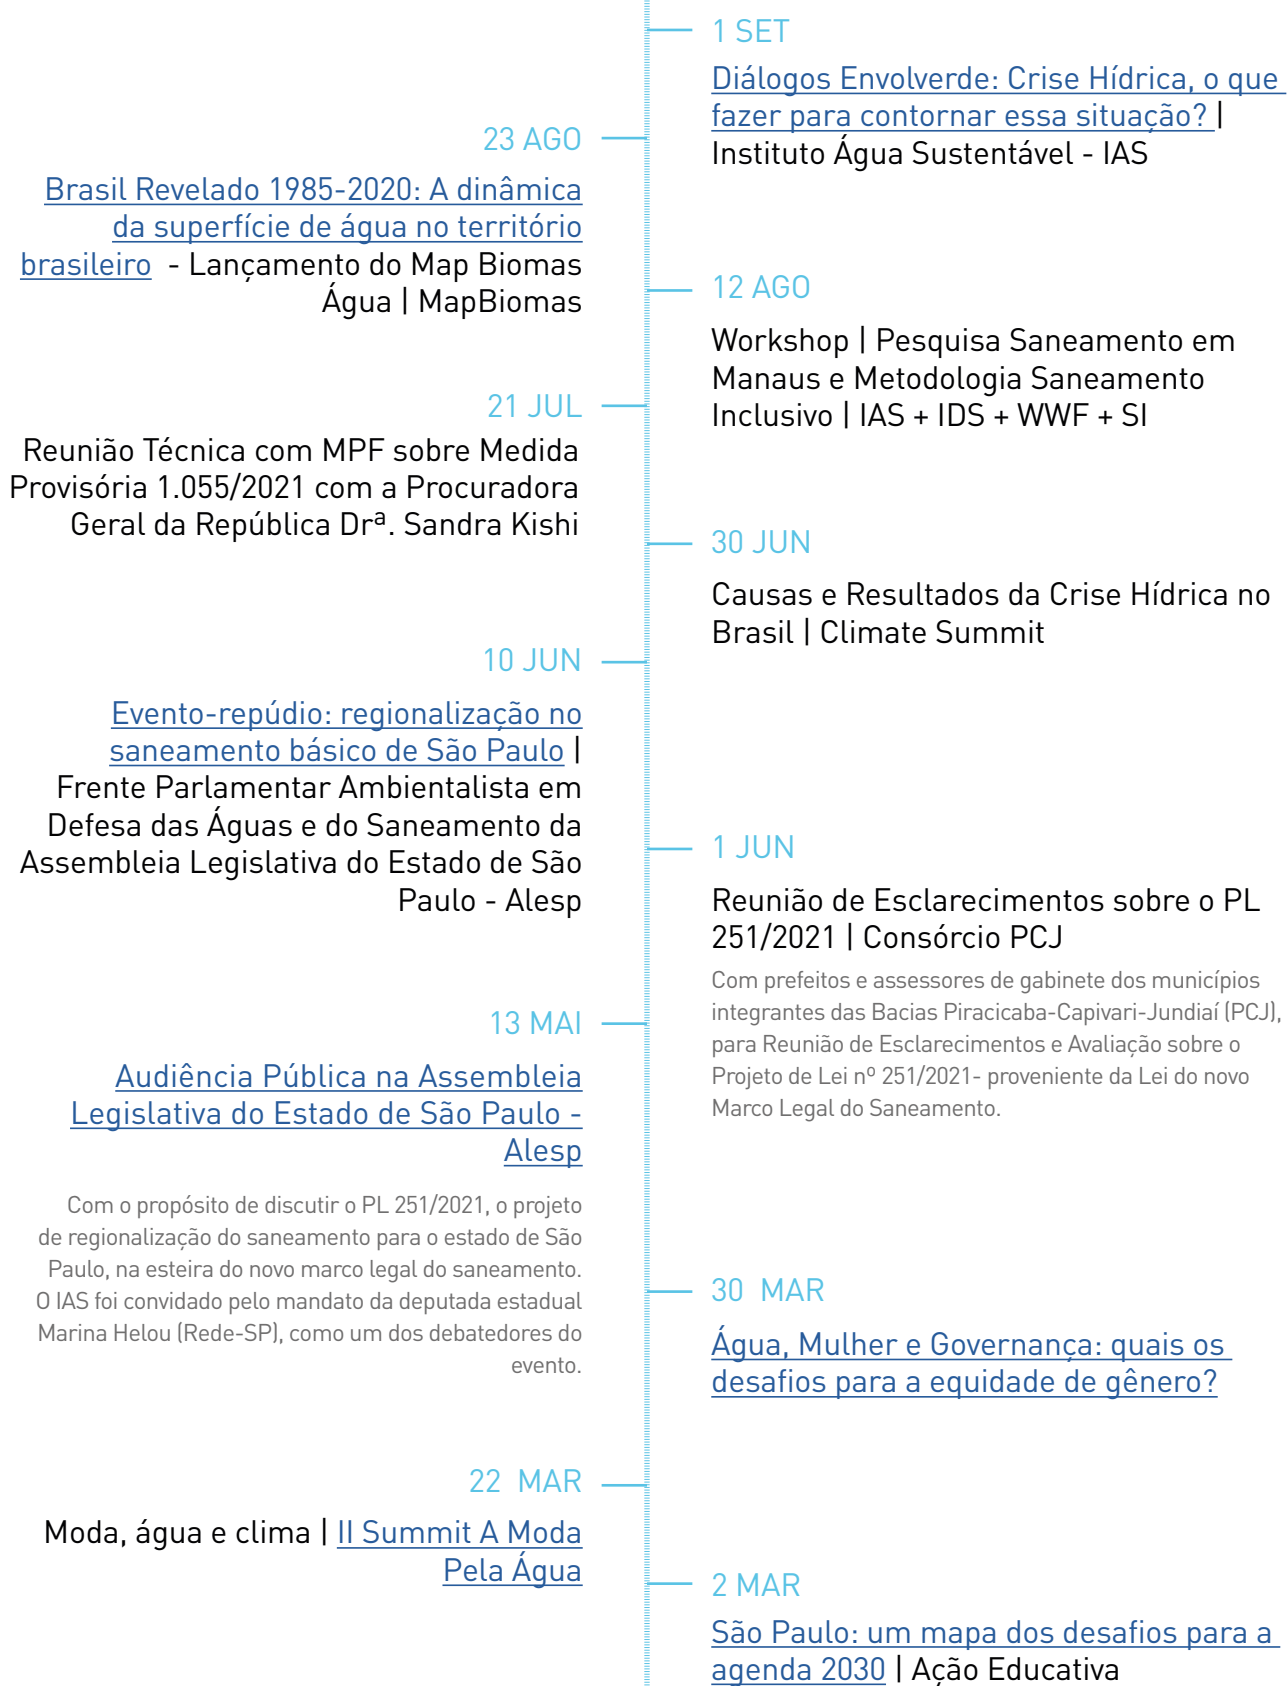 1 SET
Diálogos Envolverde: Crise Hídrica, o que
fazer para contornar essa situação? |
Instituto Água Sustentável - IAS
23 AGO
Brasil Revelado 1985-2020: A dinâmica
da superfície de água no território
brasileiro - Lançamento do Map Biomas
Água | MapBiomas
12 AGO
Workshop | Pesquisa Saneamento em
Manaus e Metodologia Saneamento
Inclusivo | IAS + IDS + WWF + SI
21 JUL
Reunião Técnica com MPF sobre Medida
Provisória 1.055/2021 com a Procuradora
Geral da República Drª. Sandra Kishi
30 JUN
Causas e Resultados da Crise Hídrica no
Brasil | Climate Summit
10 JUN
Evento-repúdio: regionalização no
saneamento básico de São Paulo |
Frente Parlamentar Ambientalista em
Defesa das Águas e do Saneamento da
Assembleia Legislativa do Estado de São
Paulo - Alesp
1 JUN
Reunião de Esclarecimentos sobre o PL
251/2021 | Consórcio PCJ
Com prefeitos e assessores de gabinete dos municípios
integrantes das Bacias Piracicaba-Capivari-Jundiaí (PCJ),
para Reunião de Esclarecimentos e Avaliação sobre o
Projeto de Lei nº 251/2021- proveniente da Lei do novo
Marco Legal do Saneamento.
13 MAI
Audiência Pública na Assembleia
Legislativa do Estado de São Paulo -
Alesp
Com o propósito de discutir o PL 251/2021, o projeto
de regionalização do saneamento para o estado de São
Paulo, na esteira do novo marco legal do saneamento.
O IAS foi convidado pelo mandato da deputada estadual
Marina Helou (Rede-SP), como um dos debatedores do
evento.
30 MAR
Água, Mulher e Governança: quais os
desafios para a equidade de gênero?
22 MAR
Moda, água e clima | II Summit A Moda
Pela Água
2 MAR
São Paulo: um mapa dos desafios para a
agenda 2030 | Ação Educativa